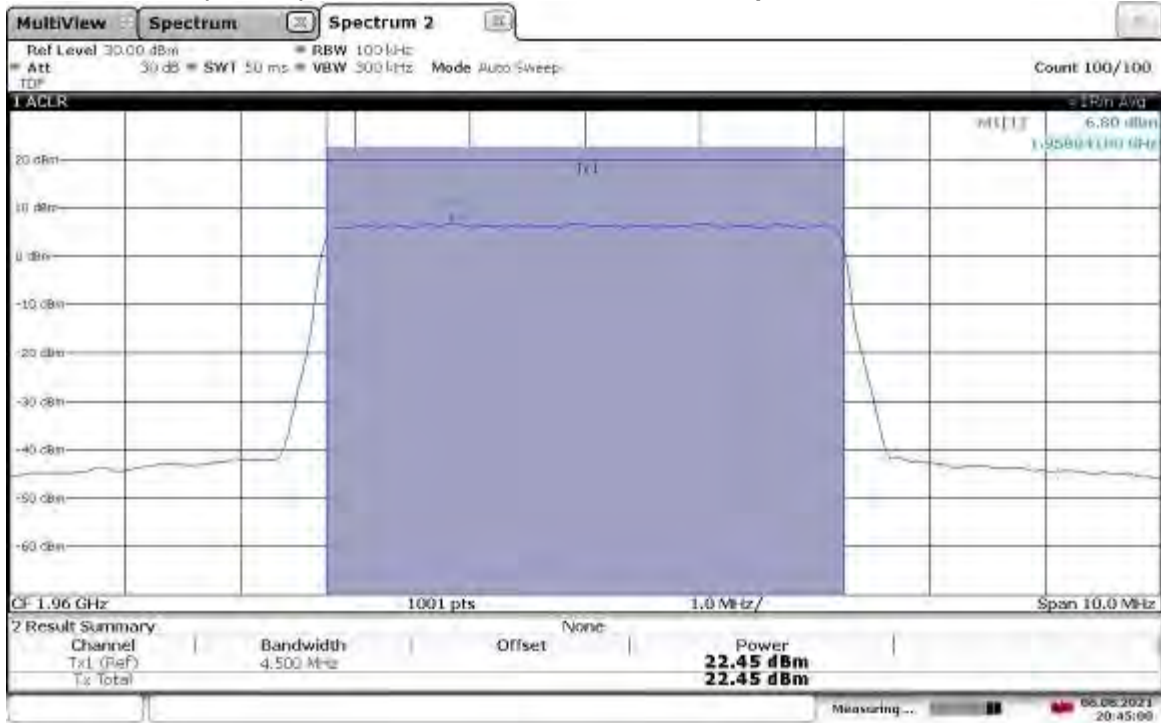 MultiView Spectrum Spectrum 2
Ref Level 30.00 dBm RBW 100 kHz
Att 30 dB SWT 50 ms VBW 300 kHz Mode Auto Sweep Count 100/100
TDF
1 ACLR 1Rm Avg
M1[1] 6.80 dBm
GHz
20 dBm
Tx1
10 dBm
0 dBm
-10 dBm
-20 dBm
-30 dBm
-40 dBm
-50 dBm
-60 dBm
CF 1.96 GHz 1001 pts 1.0 MHz/ Span 10.0 MHz
2 Result Summary None
Channel Bandwidth Offset Power
Tx1 (Ref) 4.500 MHz 22.45 dBm
Tx Total 22.45 dBm
Measuring... 2021
20:45:00